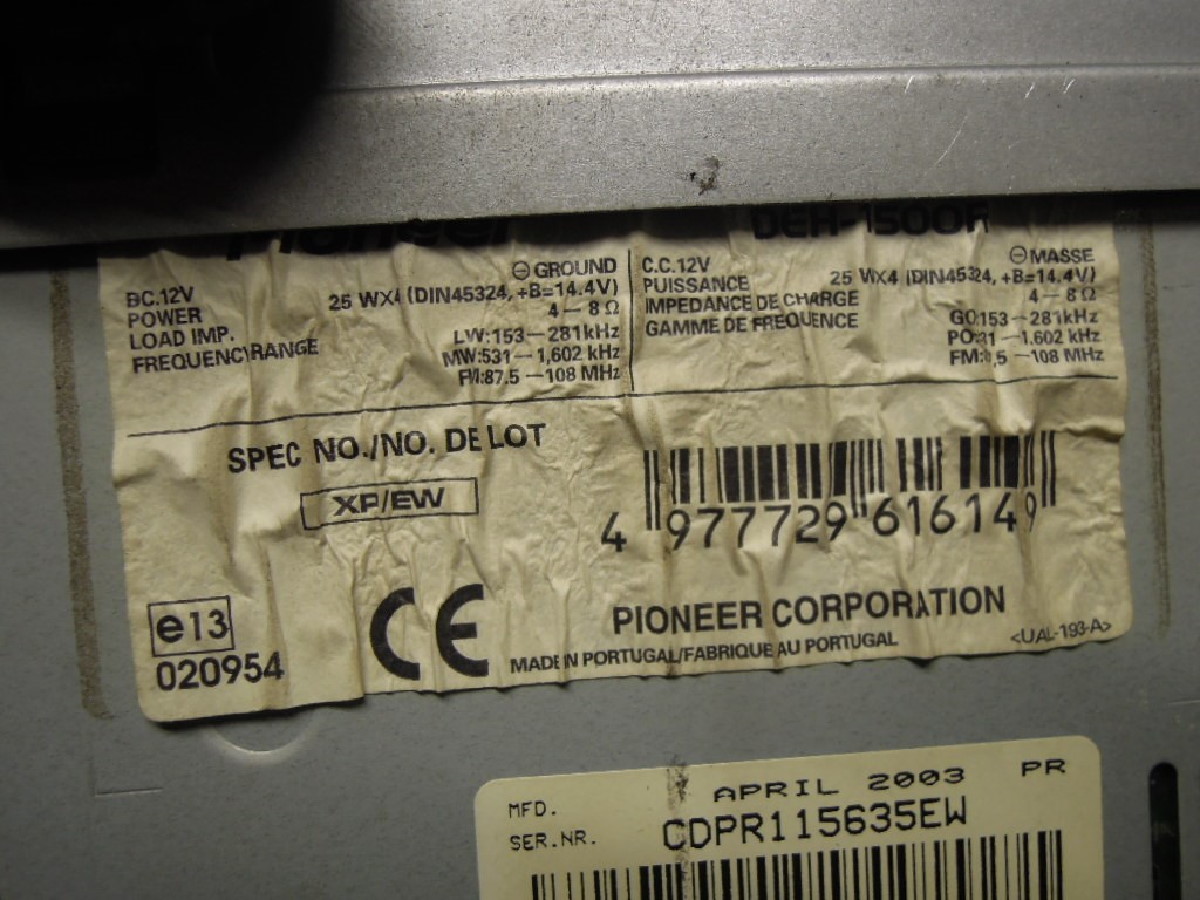 Pioneer
DEH-1500R
⊖ GROUND
DC.12V
POWER 25 WX4 (DIN45324, +B=14.4V)
LOAD IMP. 4–8 Ω
FREQUENCY RANGE LW:153–281kHz
MW:531–1,602 kHz
FM:87.5–108 MHz
⊖ MASSE
C.C.12V
PUISSANCE 25 WX4 (DIN45324, +B=14.4V)
IMPEDANCE DE CHARGE 4–8 Ω
GAMME DE FREQUENCE GO:153–281kHz
PO: 31–1,602 kHz
FM: ,5–108 MHz
SPEC NO./NO. DE LOT
XP/EW
4 977729 616149
e13
020954
CE
PIONEER CORPORATION
MADE IN PORTUGAL/FABRIQUE AU PORTUGAL
<UAL-193-A>
MFD. APRIL 2003 PR
SER.NR. CDPR115635EW